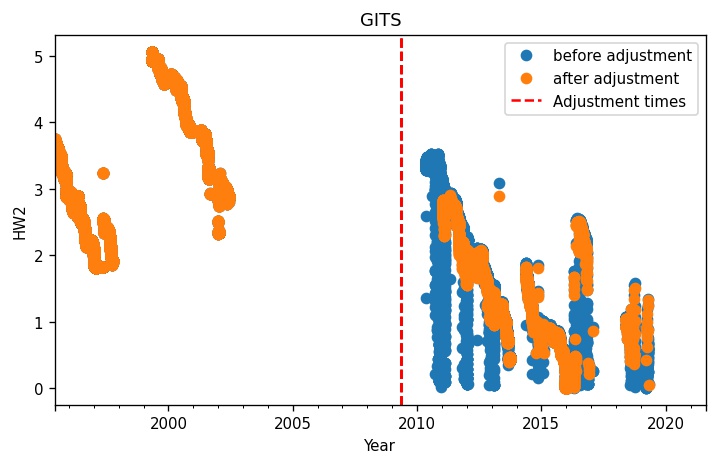 GITS
before adjustment
after adjustment
Adjustment times
HW2
5
4
3
2
1
0
2000 2005 2010 2015 2020
Year